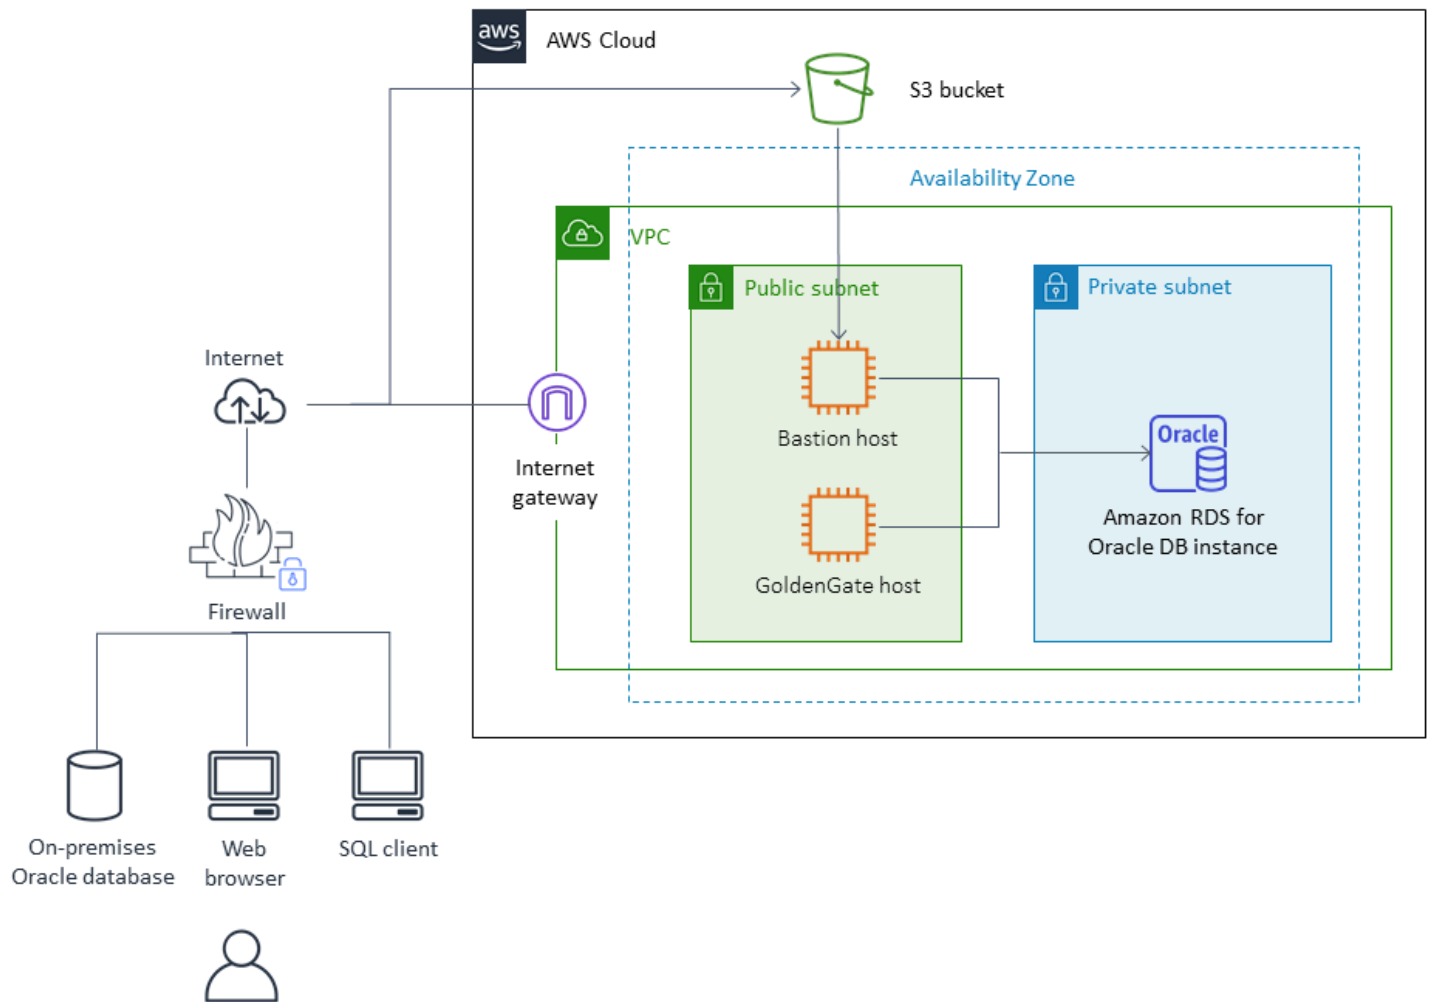 aws
AWS Cloud
S3 bucket
Availability Zone
VPC
Public subnet
Private subnet
Internet
Bastion host
Oracle
Internet
gateway
Amazon RDS for
Oracle DB instance
GoldenGate host
Firewall
On-premises
Oracle database
Web
browser
SQL client